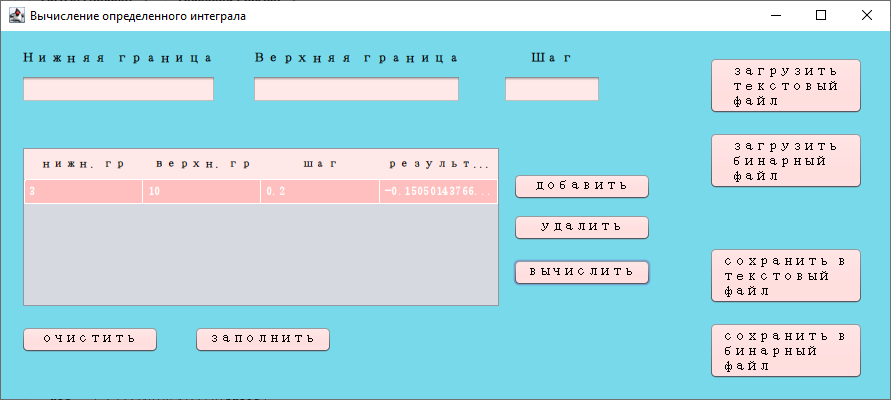 Вычисление определенного интеграла
Нижняя граница
Верхняя граница
Шаг
нижн. гр
верхн. гр
шаг
результ...
3
10
0.2
-0.15050143766...
добавить
удалить
вычислить
очистить
заполнить
загрузить
текстовый
файл
загрузить
бинарный
файл
сохранить в
текстовый
файл
сохранить в
бинарный
файл